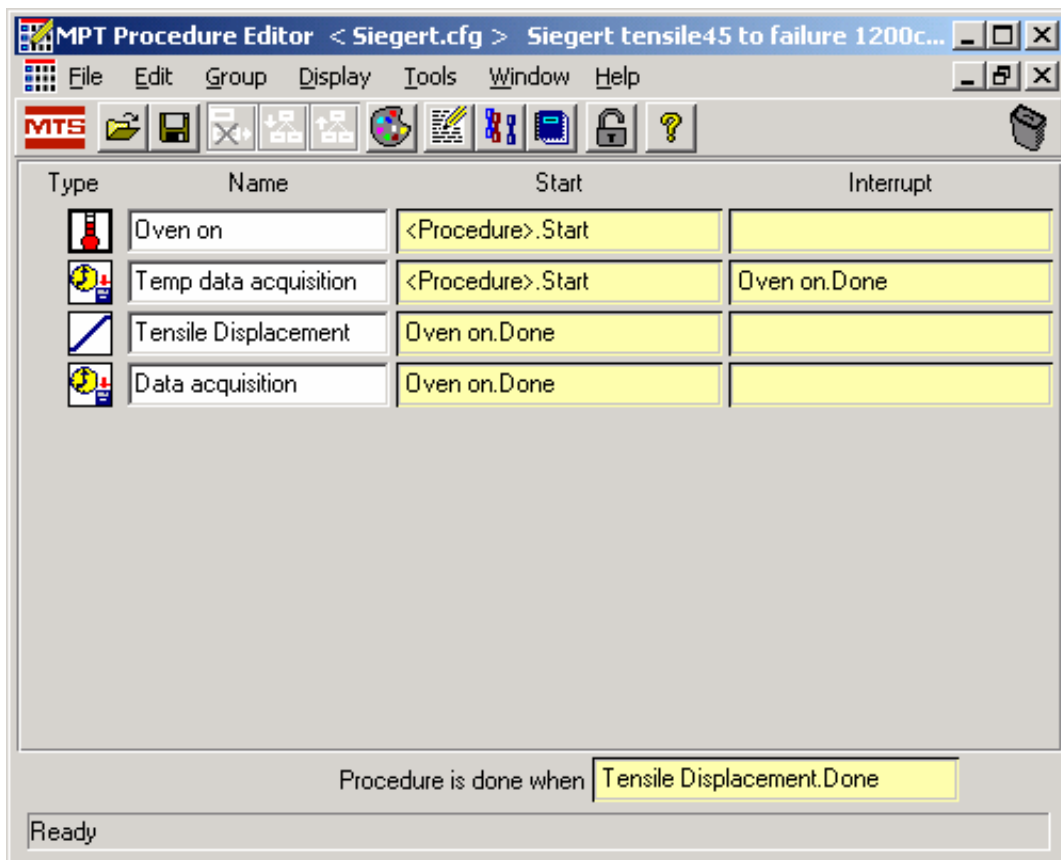 MPT Procedure Editor < Siegert.cfg > Siegert tensile45 to failure 1200c...
File Edit Group Display Tools Window Help
MTS
Type Name Start Interrupt
Oven on <Procedure>.Start
Temp data acquisition <Procedure>.Start Oven on.Done
Tensile Displacement Oven on.Done
Data acquisition Oven on.Done
Procedure is done when Tensile Displacement.Done
Ready